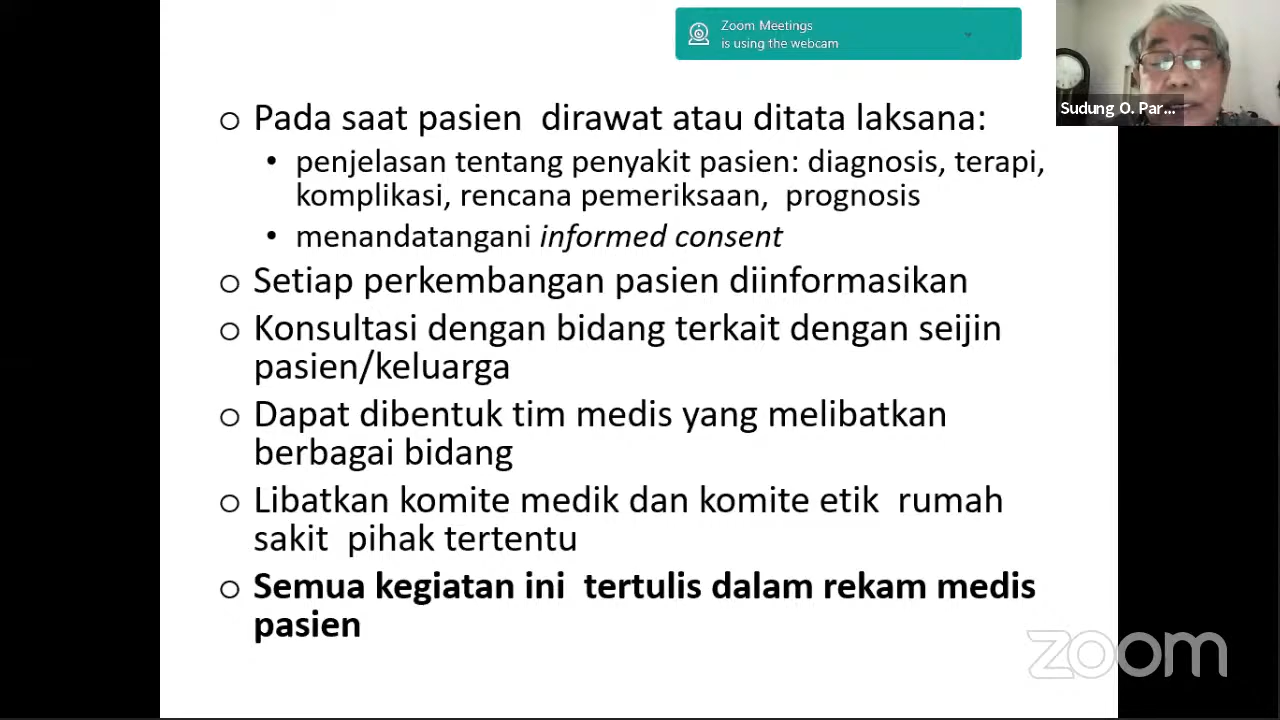 Zoom Meetings
is using the webcam
Sudung O. Par...
o Pada saat pasien dirawat atau ditata laksana:
• penjelasan tentang penyakit pasien: diagnosis, terapi,
komplikasi, rencana pemeriksaan, prognosis
• menandatangani informed consent
o Setiap perkembangan pasien diinformasikan
o Konsultasi dengan bidang terkait dengan seijin
pasien/keluarga
o Dapat dibentuk tim medis yang melibatkan
berbagai bidang
o Libatkan komite medik dan komite etik rumah
sakit pihak tertentu
o Semua kegiatan ini tertulis dalam rekam medis
pasien
zoom